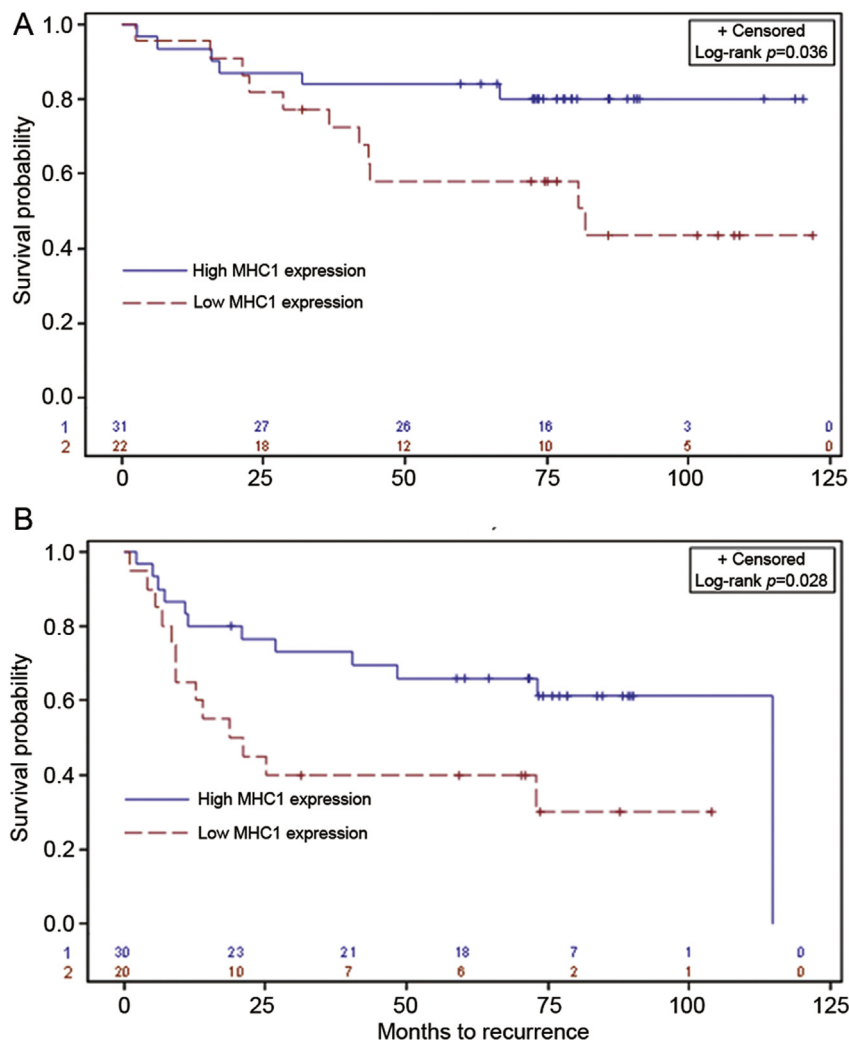 A
+ Censored
Log-rank p=0.036
1.0
0.8
0.6
0.4
0.2
0.0
Survival probability
High MHC1 expression
Low MHC1 expression
1 31 27 26 16 3 0
2 22 18 12 10 5 0
0 25 50 75 100 125
B
+ Censored
Log-rank p=0.028
1.0
0.8
0.6
0.4
0.2
0.0
Survival probability
High MHC1 expression
Low MHC1 expression
1 30 23 21 18 7 1 0
2 20 10 7 6 2 1 0
0 25 50 75 100 125
Months to recurrence